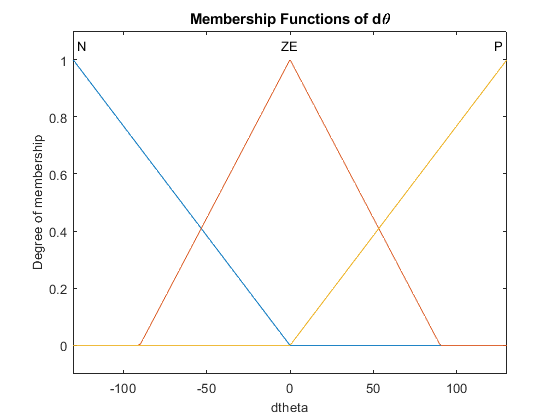 Membership Functions of dθ
N ZE P
1
0.8
0.6
0.4
0.2
0
Degree of membership
-100 -50 0 50 100
dtheta